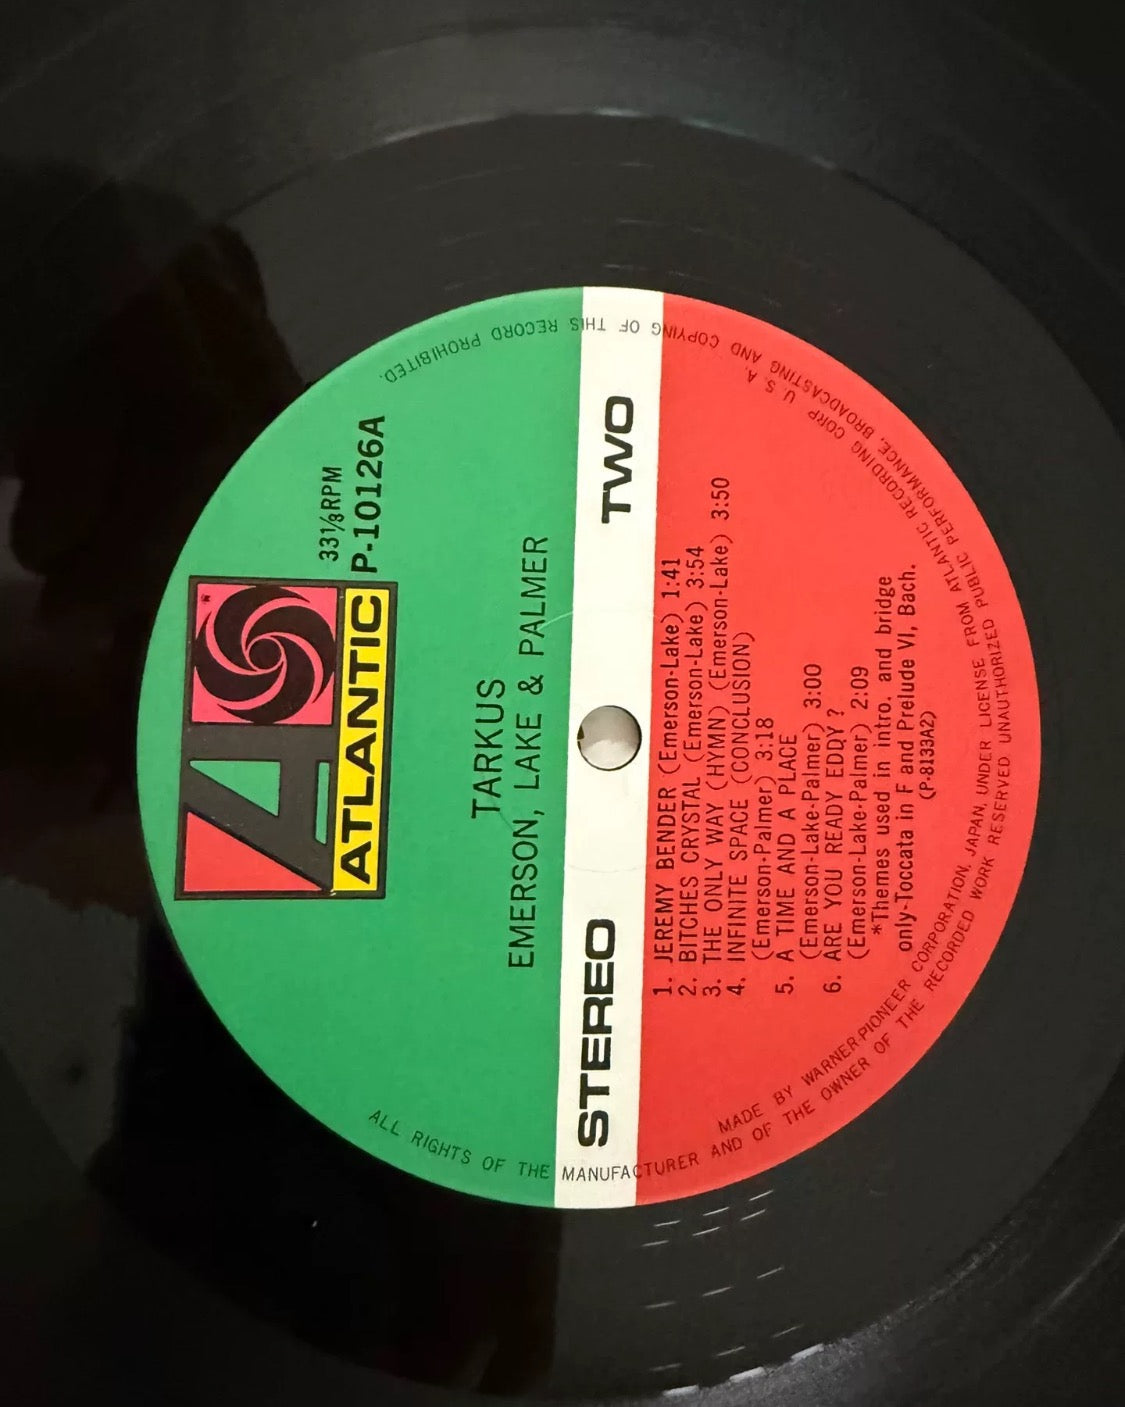 ATLANTIC
33⅓RPM
P-10126A
TARKUS
EMERSON, LAKE & PALMER
STEREO TWO
1. JEREMY BENDER (Emerson-Lake) 1:41
2. BITCHES CRYSTAL (Emerson-Lake) 3:54
3. THE ONLY WAY (HYMN) (Emerson-Lake) 3:50
4. INFINITE SPACE (CONCLUSION)
(Emerson-Palmer) 3:18
5. A TIME AND A PLACE
(Emerson-Lake-Palmer) 3:00
6. ARE YOU READY EDDY ?
(Emerson-Lake-Palmer) 2:09
*Themes used in intro. and bridge
only-Toccata in F and Prelude VI, Bach.
(P-8133A2)
MADE BY WARNER PIONEER CORPORATION, JAPAN, UNDER LICENSE FROM ATLANTIC RECORDING CORP U. S. A.
ALL RIGHTS OF THE MANUFACTURER AND OF THE OWNER OF THE RECORDED WORK RESERVED UNAUTHORIZED PUBLIC PERFORMANCE, BROADCASTING AND COPYING OF THIS RECORD PROHIBITED.